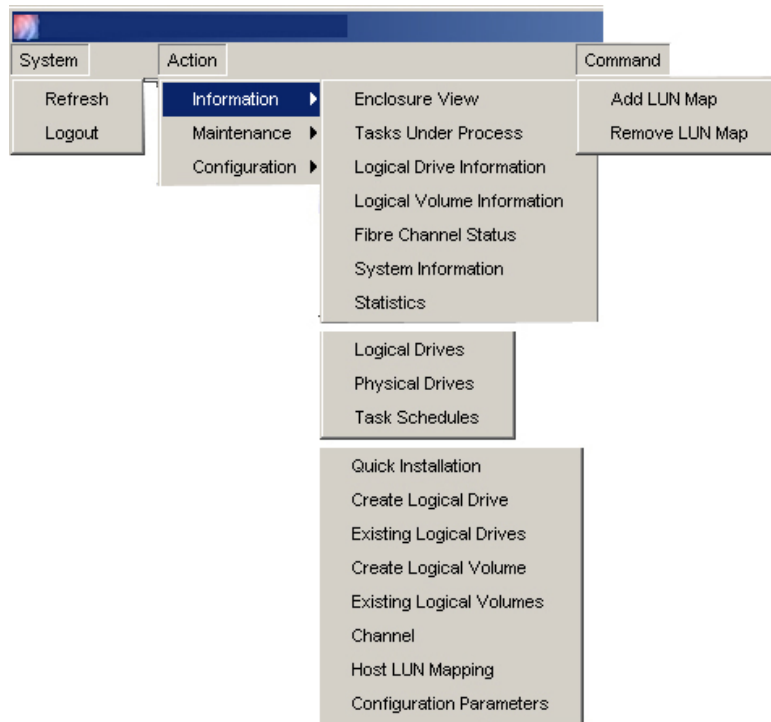 System
Refresh
Logout
Action
Information
Maintenance
Configuration
Enclosure View
Tasks Under Process
Logical Drive Information
Logical Volume Information
Fibre Channel Status
System Information
Statistics
Logical Drives
Physical Drives
Task Schedules
Quick Installation
Create Logical Drive
Existing Logical Drives
Create Logical Volume
Existing Logical Volumes
Channel
Host LUN Mapping
Configuration Parameters
Command
Add LUN Map
Remove LUN Map